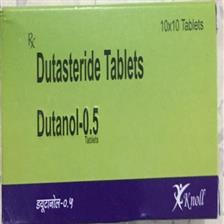 10x10 Tablets
Rx
Dutasteride Tablets
Dutanol-0.5
Tablets
ड्यूटानोल-०.५
Knoll